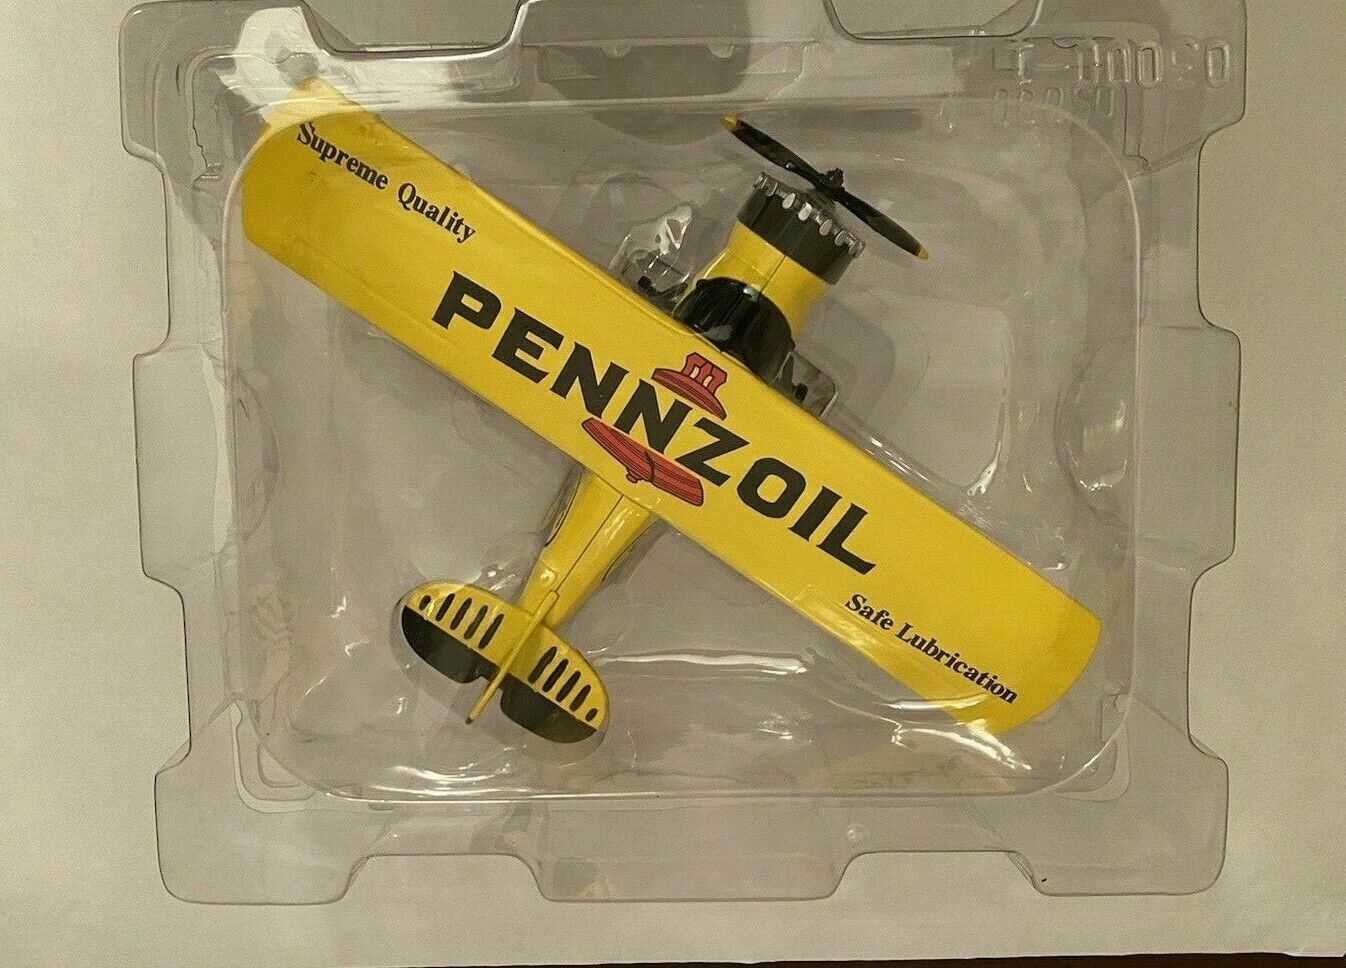 Supreme Quality
PENNZOIL
Safe Lubrication